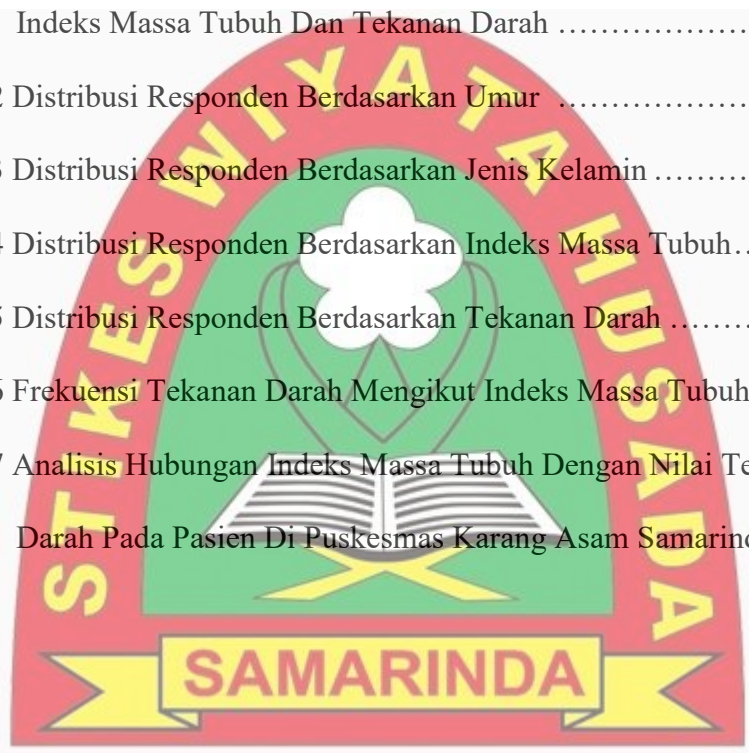 Indeks Massa Tubuh Dan Tekanan Darah ………………
2 Distribusi Responden Berdasarkan Umur ………………
Distribusi Responden Berdasarkan Jenis Kelamin ………
4 Distribusi Responden Berdasarkan Indeks Massa Tubuh…
5 Distribusi Responden Berdasarkan Tekanan Darah ………
6 Frekuensi Tekanan Darah Mengikut Indeks Massa Tubuh
7 Analisis Hubungan Indeks Massa Tubuh Dengan Nilai Te
Darah Pada Pasien Di Puskesmas Karang Asam Samarind
STIKES WIYATA HUSADA
SAMARINDA